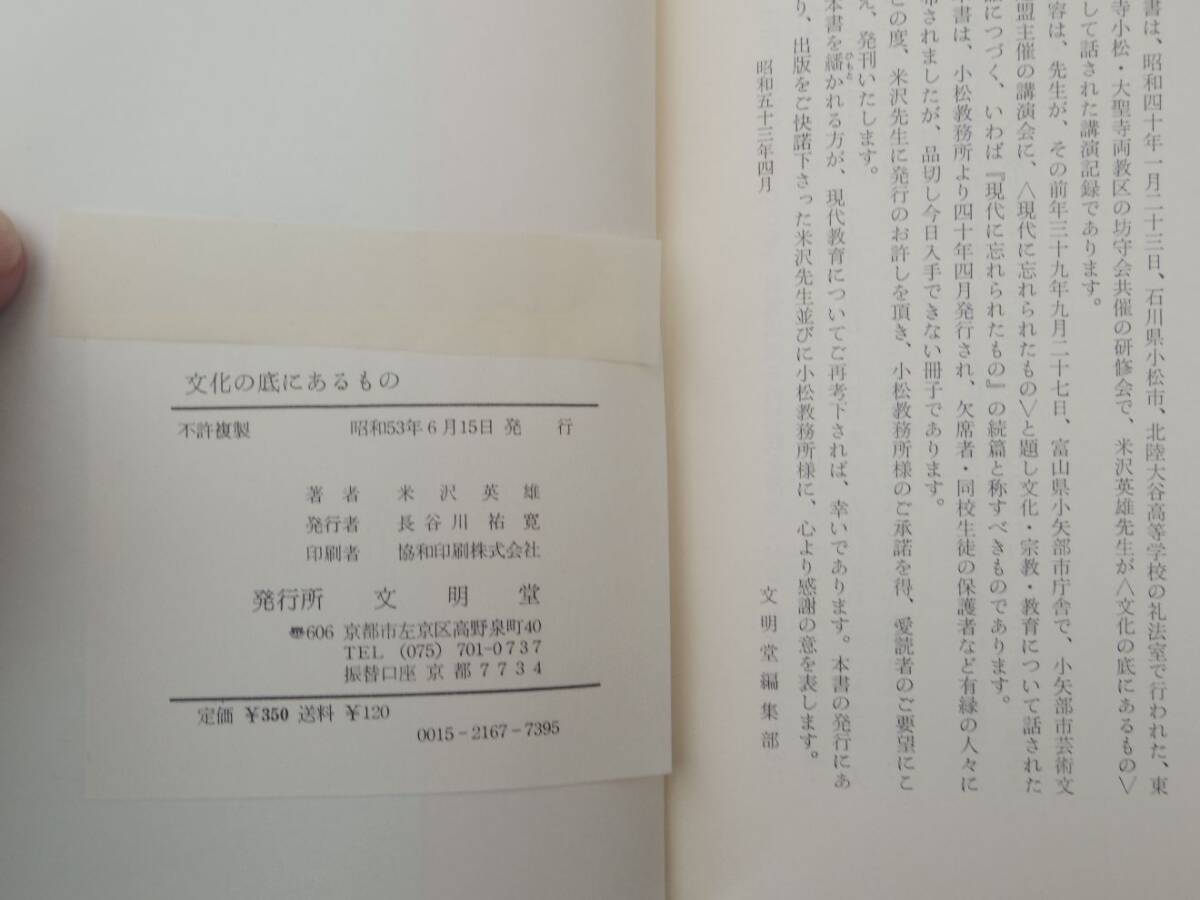 書は、昭和四十年一月二十三日、石川県小松市、北陸大谷高等学校の礼法室で行われた、東
寺小松・大聖寺両教区の坊守会共催の研修会で、米沢英雄先生が〈文化の底にあるもの〉
して話された講演記録であります。
容は、先生が、その前年三十九年九月二十七日、富山県小矢部市庁舎で、小矢部市芸術文
盟主催の講演会に、〈現代に忘れられたもの〉と題し文化・宗教・教育について話された
につづく、いわば『現代に忘れられたもの』の続篇と称すべきものであります。
書は、小松教務所より四十年四月発行され、欠席者・同校生徒の保護者など有縁の人々に
布されましたが、品切し今日入手できない冊子であります。
の度、米沢先生に発行のお許しを頂き、小松教務所様のご承諾を得、愛読者のご要望にこ
え、発刊いたします。
本書を繙かれる方が、現代教育についてご再考下されば、幸いであります。本書の発行にあ
ひもと
り、出版をご快諾下さった米沢先生並びに小松教務所様に、心より感謝の意を表します。
昭和五十三年四月
文明堂編集部
文化の底にあるもの
不許複製 昭和53年6月15日 発 行
著 者 米 沢 英 雄
発行者 長谷川 祐 寛
印刷者 協和印刷株式会社
発行所 文 明 堂
〠606 京都市左京区高野泉町40
TEL (075) 701-0737
振替口座 京 都 7734
定価 ¥350 送料 ¥120
0015-2167-7395